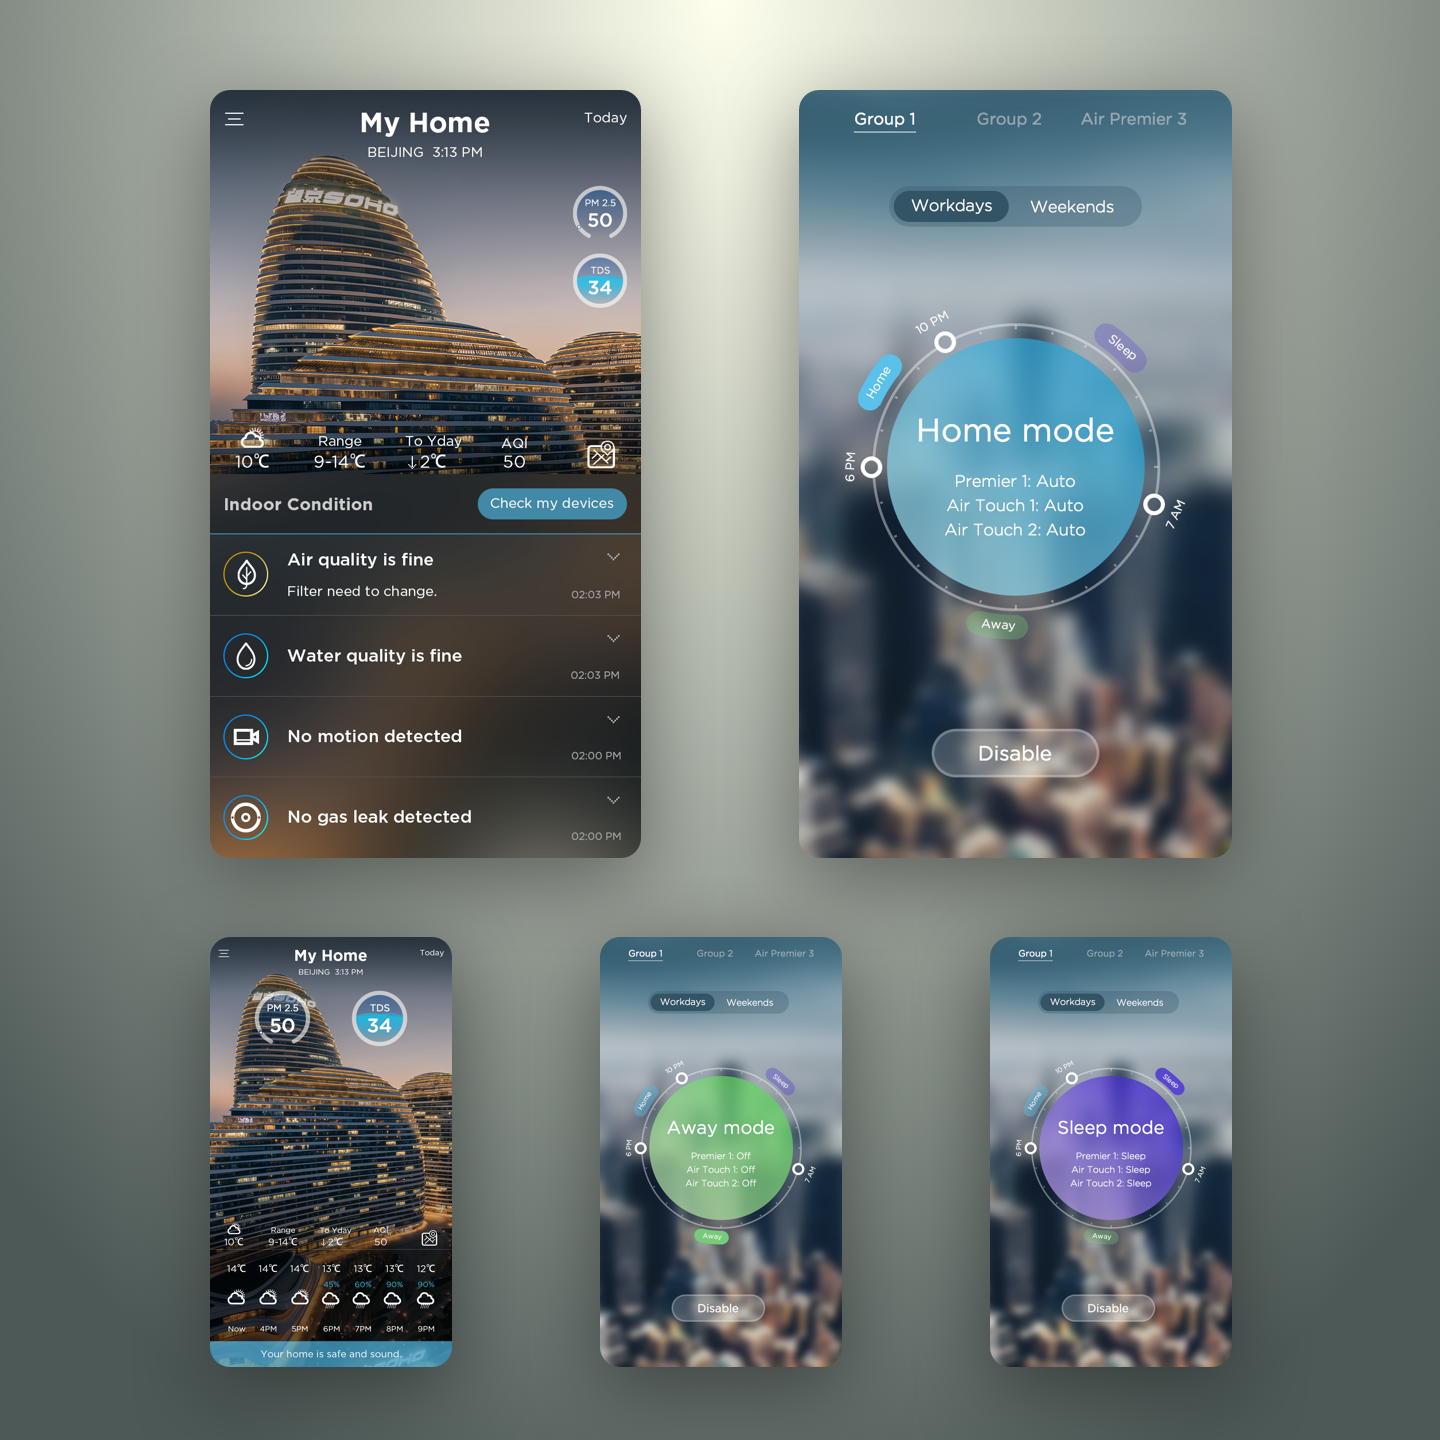 My Home
Today
BEIJING 3:13 PM
望京SOHO
PM 2.5
50
TDS
34
Range
To Yday
AQI
10℃
9-14℃
↓2℃
50
Indoor Condition
Check my devices
Air quality is fine
Filter need to change.
02:03 PM
Water quality is fine
02:03 PM
No motion detected
02:00 PM
No gas leak detected
02:00 PM
Group 1
Group 2
Air Premier 3
Workdays
Weekends
10 PM
Sleep
Home
6 PM
7 AM
Home mode
Premier 1: Auto
Air Touch 1: Auto
Air Touch 2: Auto
Away
Disable
My Home
Today
BEIJING 3:13 PM
SOHO
PM 2.5
50
TDS
34
Range
To Yday
AQI
10℃
9-14℃
↓2℃
50
14℃ 14℃ 14℃ 13℃ 13℃ 13℃ 12℃
45% 60% 90% 90%
Now 4PM 5PM 6PM 7PM 8PM 9PM
Your home is safe and sound.
Group 1
Group 2
Air Premier 3
Workdays
Weekends
10 PM
Sleep
Home
6 PM
7 AM
Away mode
Premier 1: Off
Air Touch 1: Off
Air Touch 2: Off
Away
Disable
Group 1
Group 2
Air Premier 3
Workdays
Weekends
10 PM
Sleep
Home
6 PM
7 AM
Sleep mode
Premier 1: Sleep
Air Touch 1: Sleep
Air Touch 2: Sleep
Away
Disable